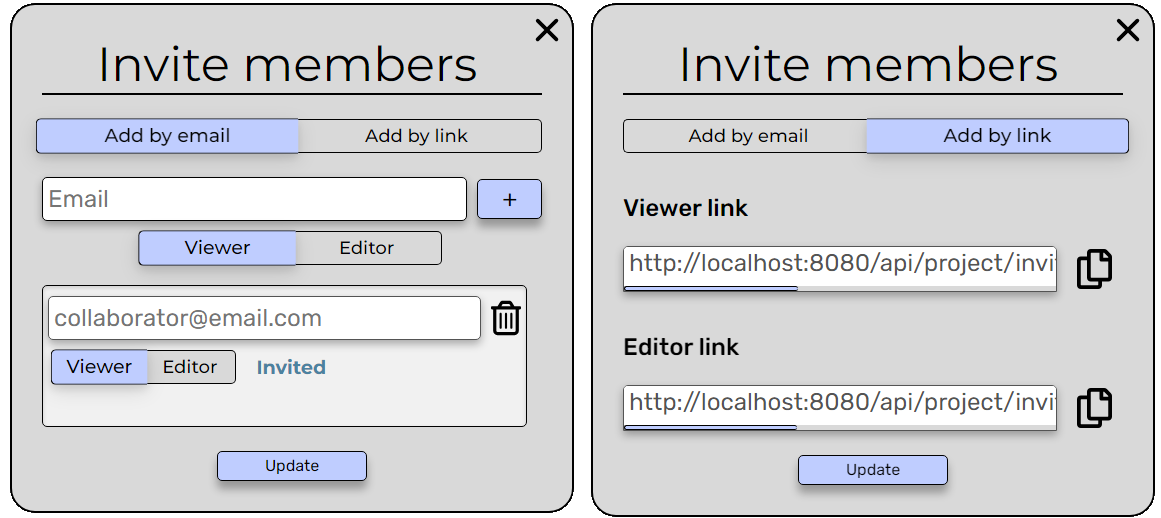 Invite members
Add by email Add by link
Email +
Viewer Editor
collaborator@email.com
Viewer Editor Invited
Update
Invite members
Add by email Add by link
Viewer link
http://localhost:8080/api/project/invi
Editor link
http://localhost:8080/api/project/invi
Update